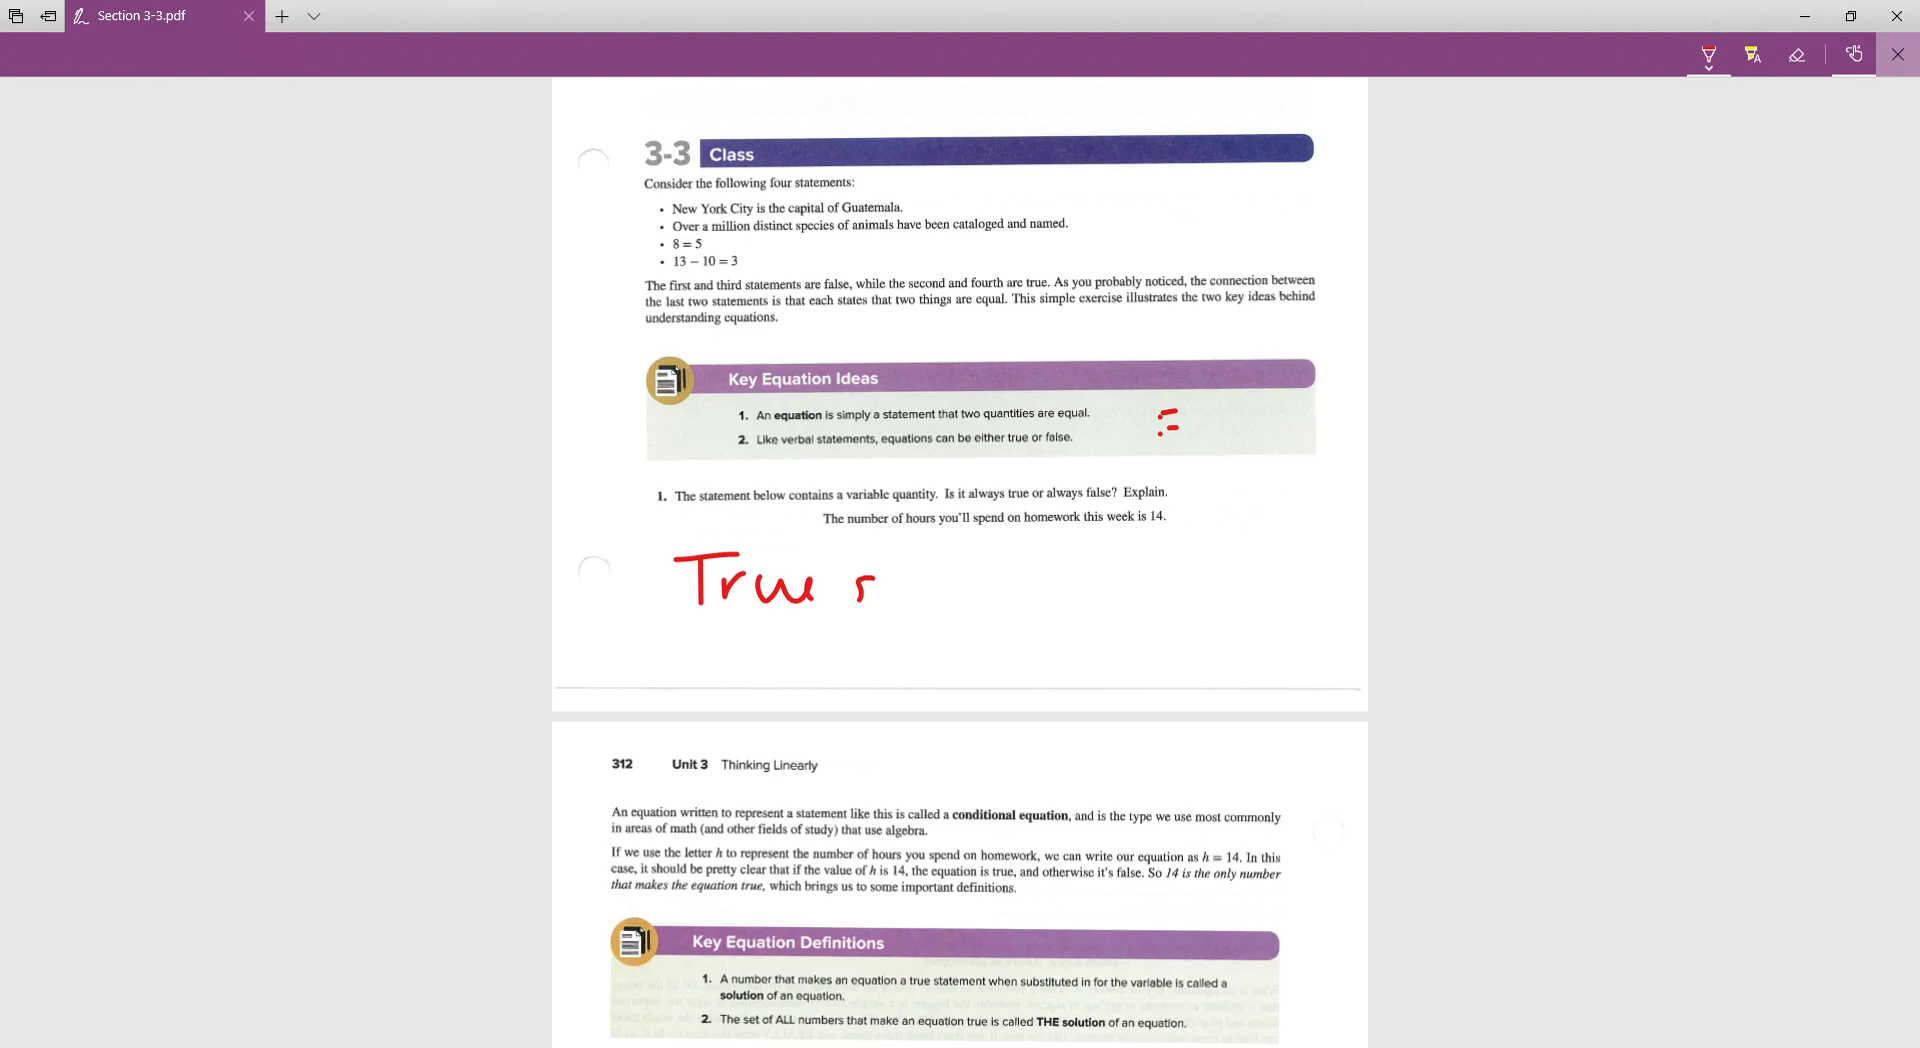 Section 3-3.pdf
3-3 Class
Consider the following four statements:
• New York City is the capital of Guatemala.
• Over a million distinct species of animals have been cataloged and named.
• 8 = 5
• 13 – 10 = 3
The first and third statements are false, while the second and fourth are true. As you probably noticed, the connection between
the last two statements is that each states that two things are equal. This simple exercise illustrates the two key ideas behind
understanding equations.
Key Equation Ideas
1. An equation is simply a statement that two quantities are equal.
2. Like verbal statements, equations can be either true or false.
1. The statement below contains a variable quantity. Is it always true or always false? Explain.
The number of hours you'll spend on homework this week is 14.
True
312 Unit 3 Thinking Linearly
An equation written to represent a statement like this is called a conditional equation, and is the type we use most commonly
in areas of math (and other fields of study) that use algebra.
If we use the letter h to represent the number of hours you spend on homework, we can write our equation as h = 14. In this
case, it should be pretty clear that if the value of h is 14, the equation is true, and otherwise it's false. So 14 is the only number
that makes the equation true, which brings us to some important definitions.
Key Equation Definitions
1. A number that makes an equation a true statement when substituted in for the variable is called a
solution of an equation.
2. The set of ALL numbers that make an equation true is called THE solution of an equation.